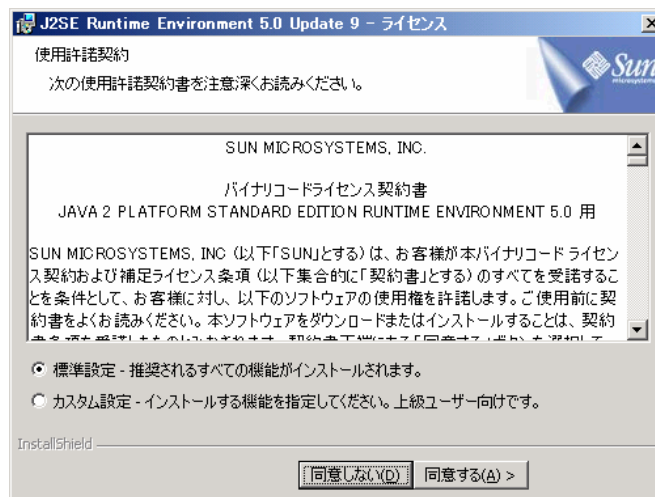 J2SE Runtime Environment 5.0 Update 9 - ライセンス
使用許諾契約
次の使用許諾契約書を注意深くお読みください。
Sun
microsystems
SUN MICROSYSTEMS, INC.
バイナリコードライセンス契約書
JAVA 2 PLATFORM STANDARD EDITION RUNTIME ENVIRONMENT 5.0 用
SUN MICROSYSTEMS, INC (以下「SUN」とする) は、お客様が本バイナリコード ライセン
ス契約および補足ライセンス条項 (以下集合的に「契約書」とする) のすべてを受諾するこ
とを条件として、お客様に対し、以下のソフトウェアの使用権を許諾します。ご使用前に契
約書をよくお読みください。本ソフトウェアをダウンロードまたはインストールすることは、契約
標準設定 - 推奨されるすべての機能がインストールされます。
カスタム設定 - インストールする機能を指定してください。上級ユーザー向けです。
InstallShield
同意しない(D) 同意する(A) >